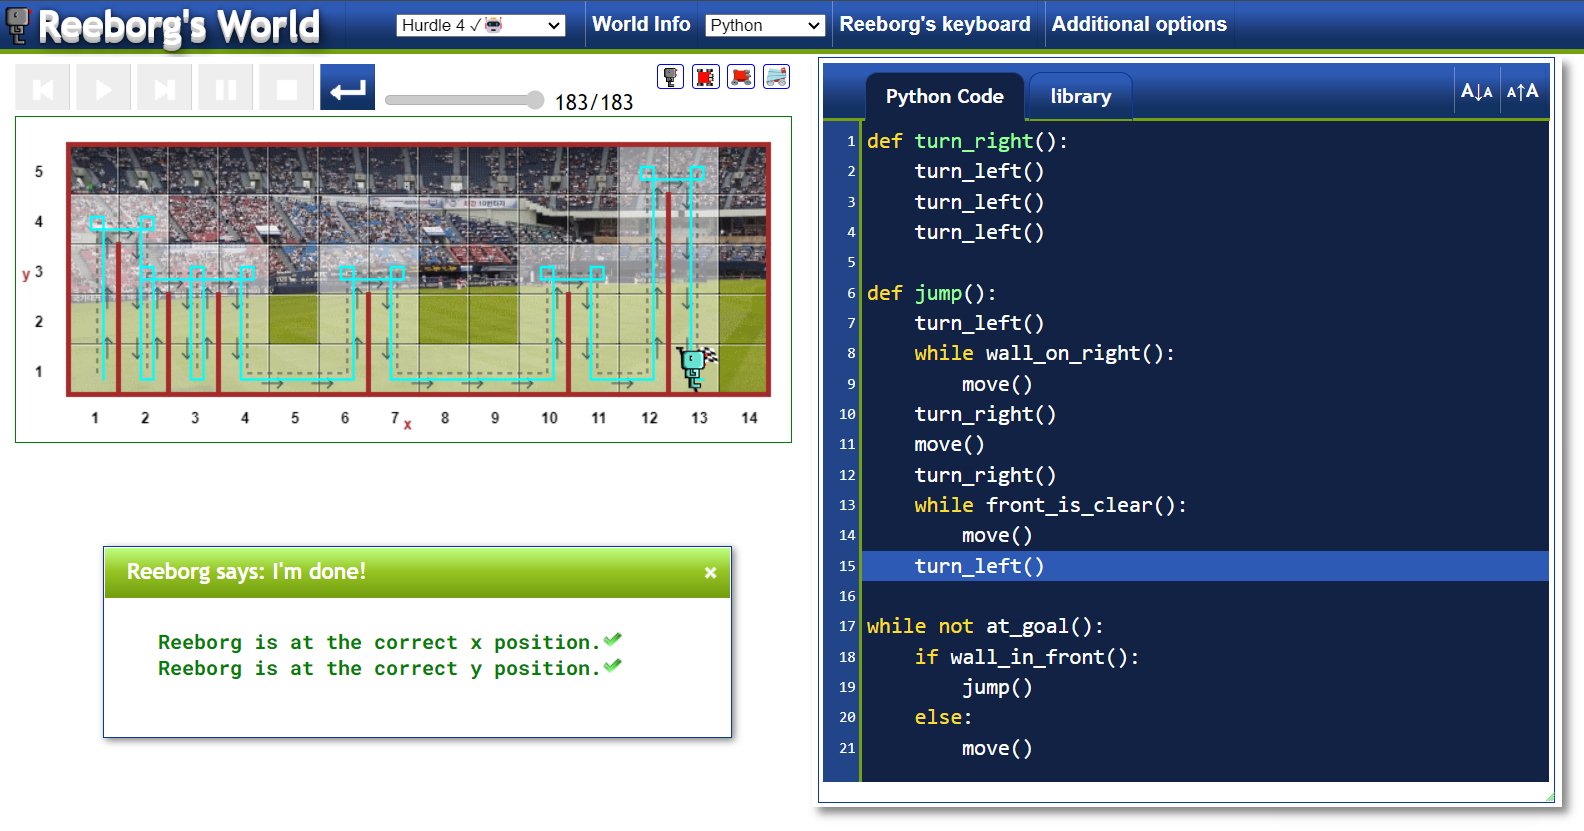 Reeborg's World
Hurdle 4 ✓🤖
World Info
Python
Reeborg's keyboard
Additional options
183/183
5
4
y 3
2
1
1 2 3 4 5 6 7 8 9 10 11 12 13 14
x
Reeborg says: I'm done!
×
Reeborg is at the correct x position.✔
Reeborg is at the correct y position.✔
Python Code
library
A↓A
A↑A
1 def turn_right():
2     turn_left()
3     turn_left()
4     turn_left()
5
6 def jump():
7     turn_left()
8     while wall_on_right():
9         move()
10     turn_right()
11     move()
12     turn_right()
13     while front_is_clear():
14         move()
15     turn_left()
16
17 while not at_goal():
18     if wall_in_front():
19         jump()
20     else:
21         move()